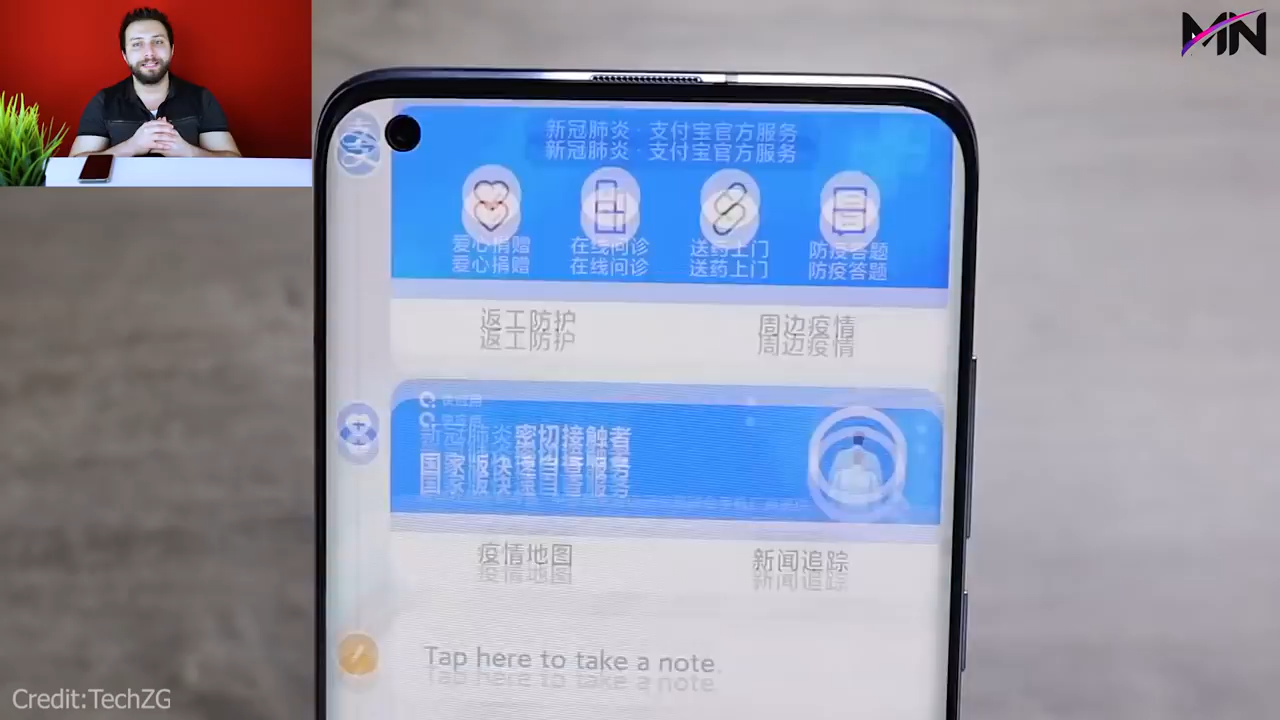 MN
新冠肺炎·支付宝官方服务
爱心捐赠 在线问诊 送药上门 防疫答题
返工防护 周边疫情
新冠肺炎密切接触者
国家版快速自查服务
疫情地图 新闻追踪
Tap here to take a note.
Credit:TechZG